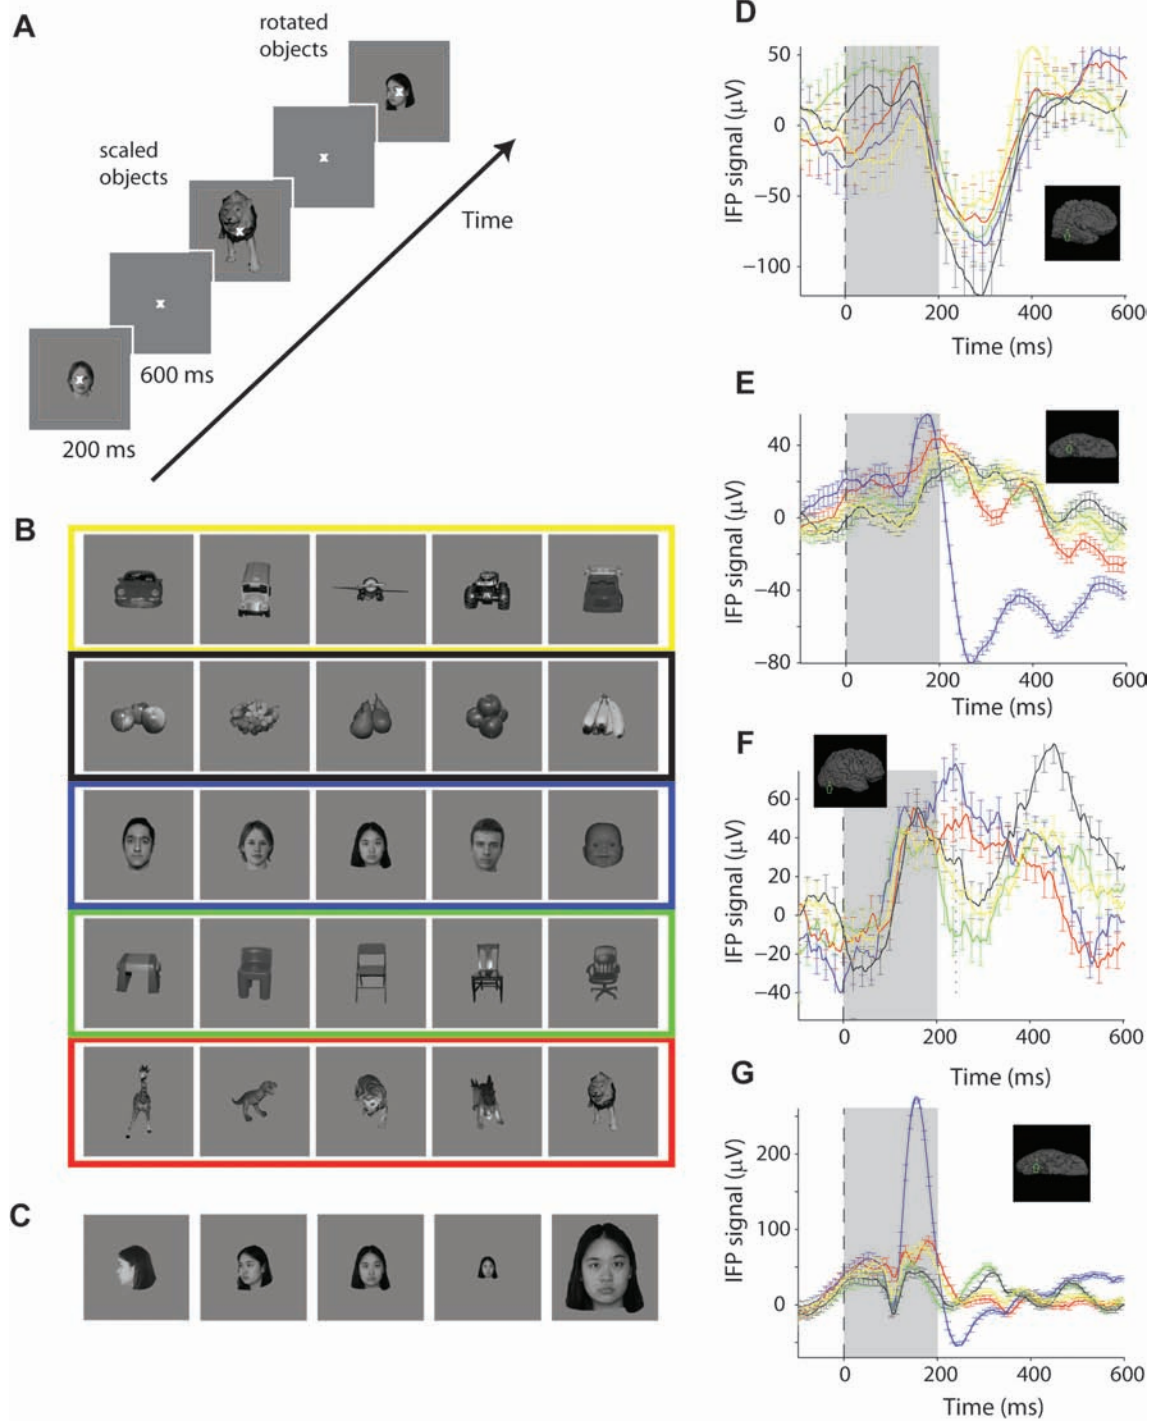 A
rotated
objects
scaled
objects
Time
600 ms
200 ms
B
C
D
IFP signal (μV)
50
0
−50
−100
0
200
400
600
Time (ms)
E
IFP signal (μV)
40
0
−40
−80
0
200
400
600
Time (ms)
F
IFP signal (μV)
60
40
20
0
−20
−40
0
200
400
600
Time (ms)
G
IFP signal (μV)
200
100
0
0
200
400
600
Time (ms)